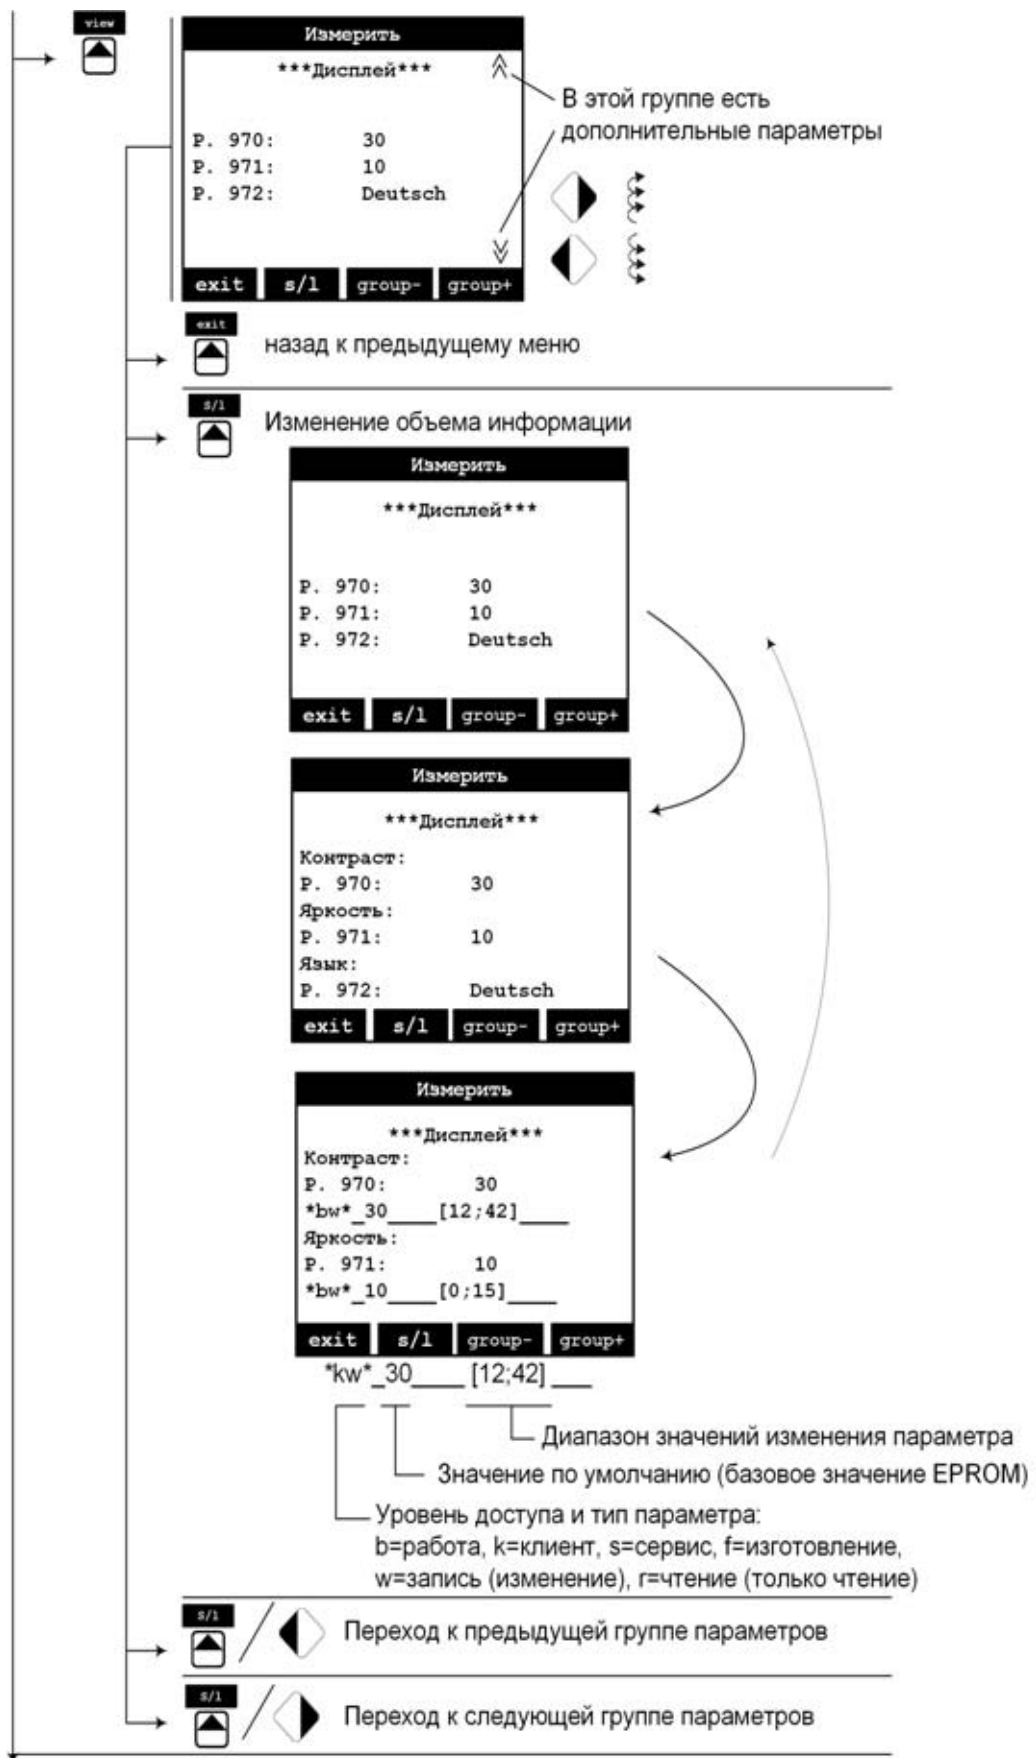 view
Измерить
***Дисплей***
В этой группе есть
дополнительные параметры
P. 970: 30
P. 971: 10
P. 972: Deutsch
exit s/l group- group+
exit
назад к предыдущему меню
s/l
Изменение объема информации
Измерить
***Дисплей***
P. 970: 30
P. 971: 10
P. 972: Deutsch
exit s/l group- group+
Измерить
***Дисплей***
Контраст:
P. 970: 30
Яркость:
P. 971: 10
Язык:
P. 972: Deutsch
exit s/l group- group+
Измерить
***Дисплей***
Контраст:
P. 970: 30
*bw*_30____[12;42]____
Яркость:
P. 971: 10
*bw*_10____[0;15]____
exit s/l group- group+
*kw*_30____ [12;42] ___
Диапазон значений изменения параметра
Значение по умолчанию (базовое значение EPROM)
Уровень доступа и тип параметра:
b=работа, k=клиент, s=сервис, f=изготовление,
w=запись (изменение), r=чтение (только чтение)
s/l
Переход к предыдущей группе параметров
s/l
Переход к следующей группе параметров